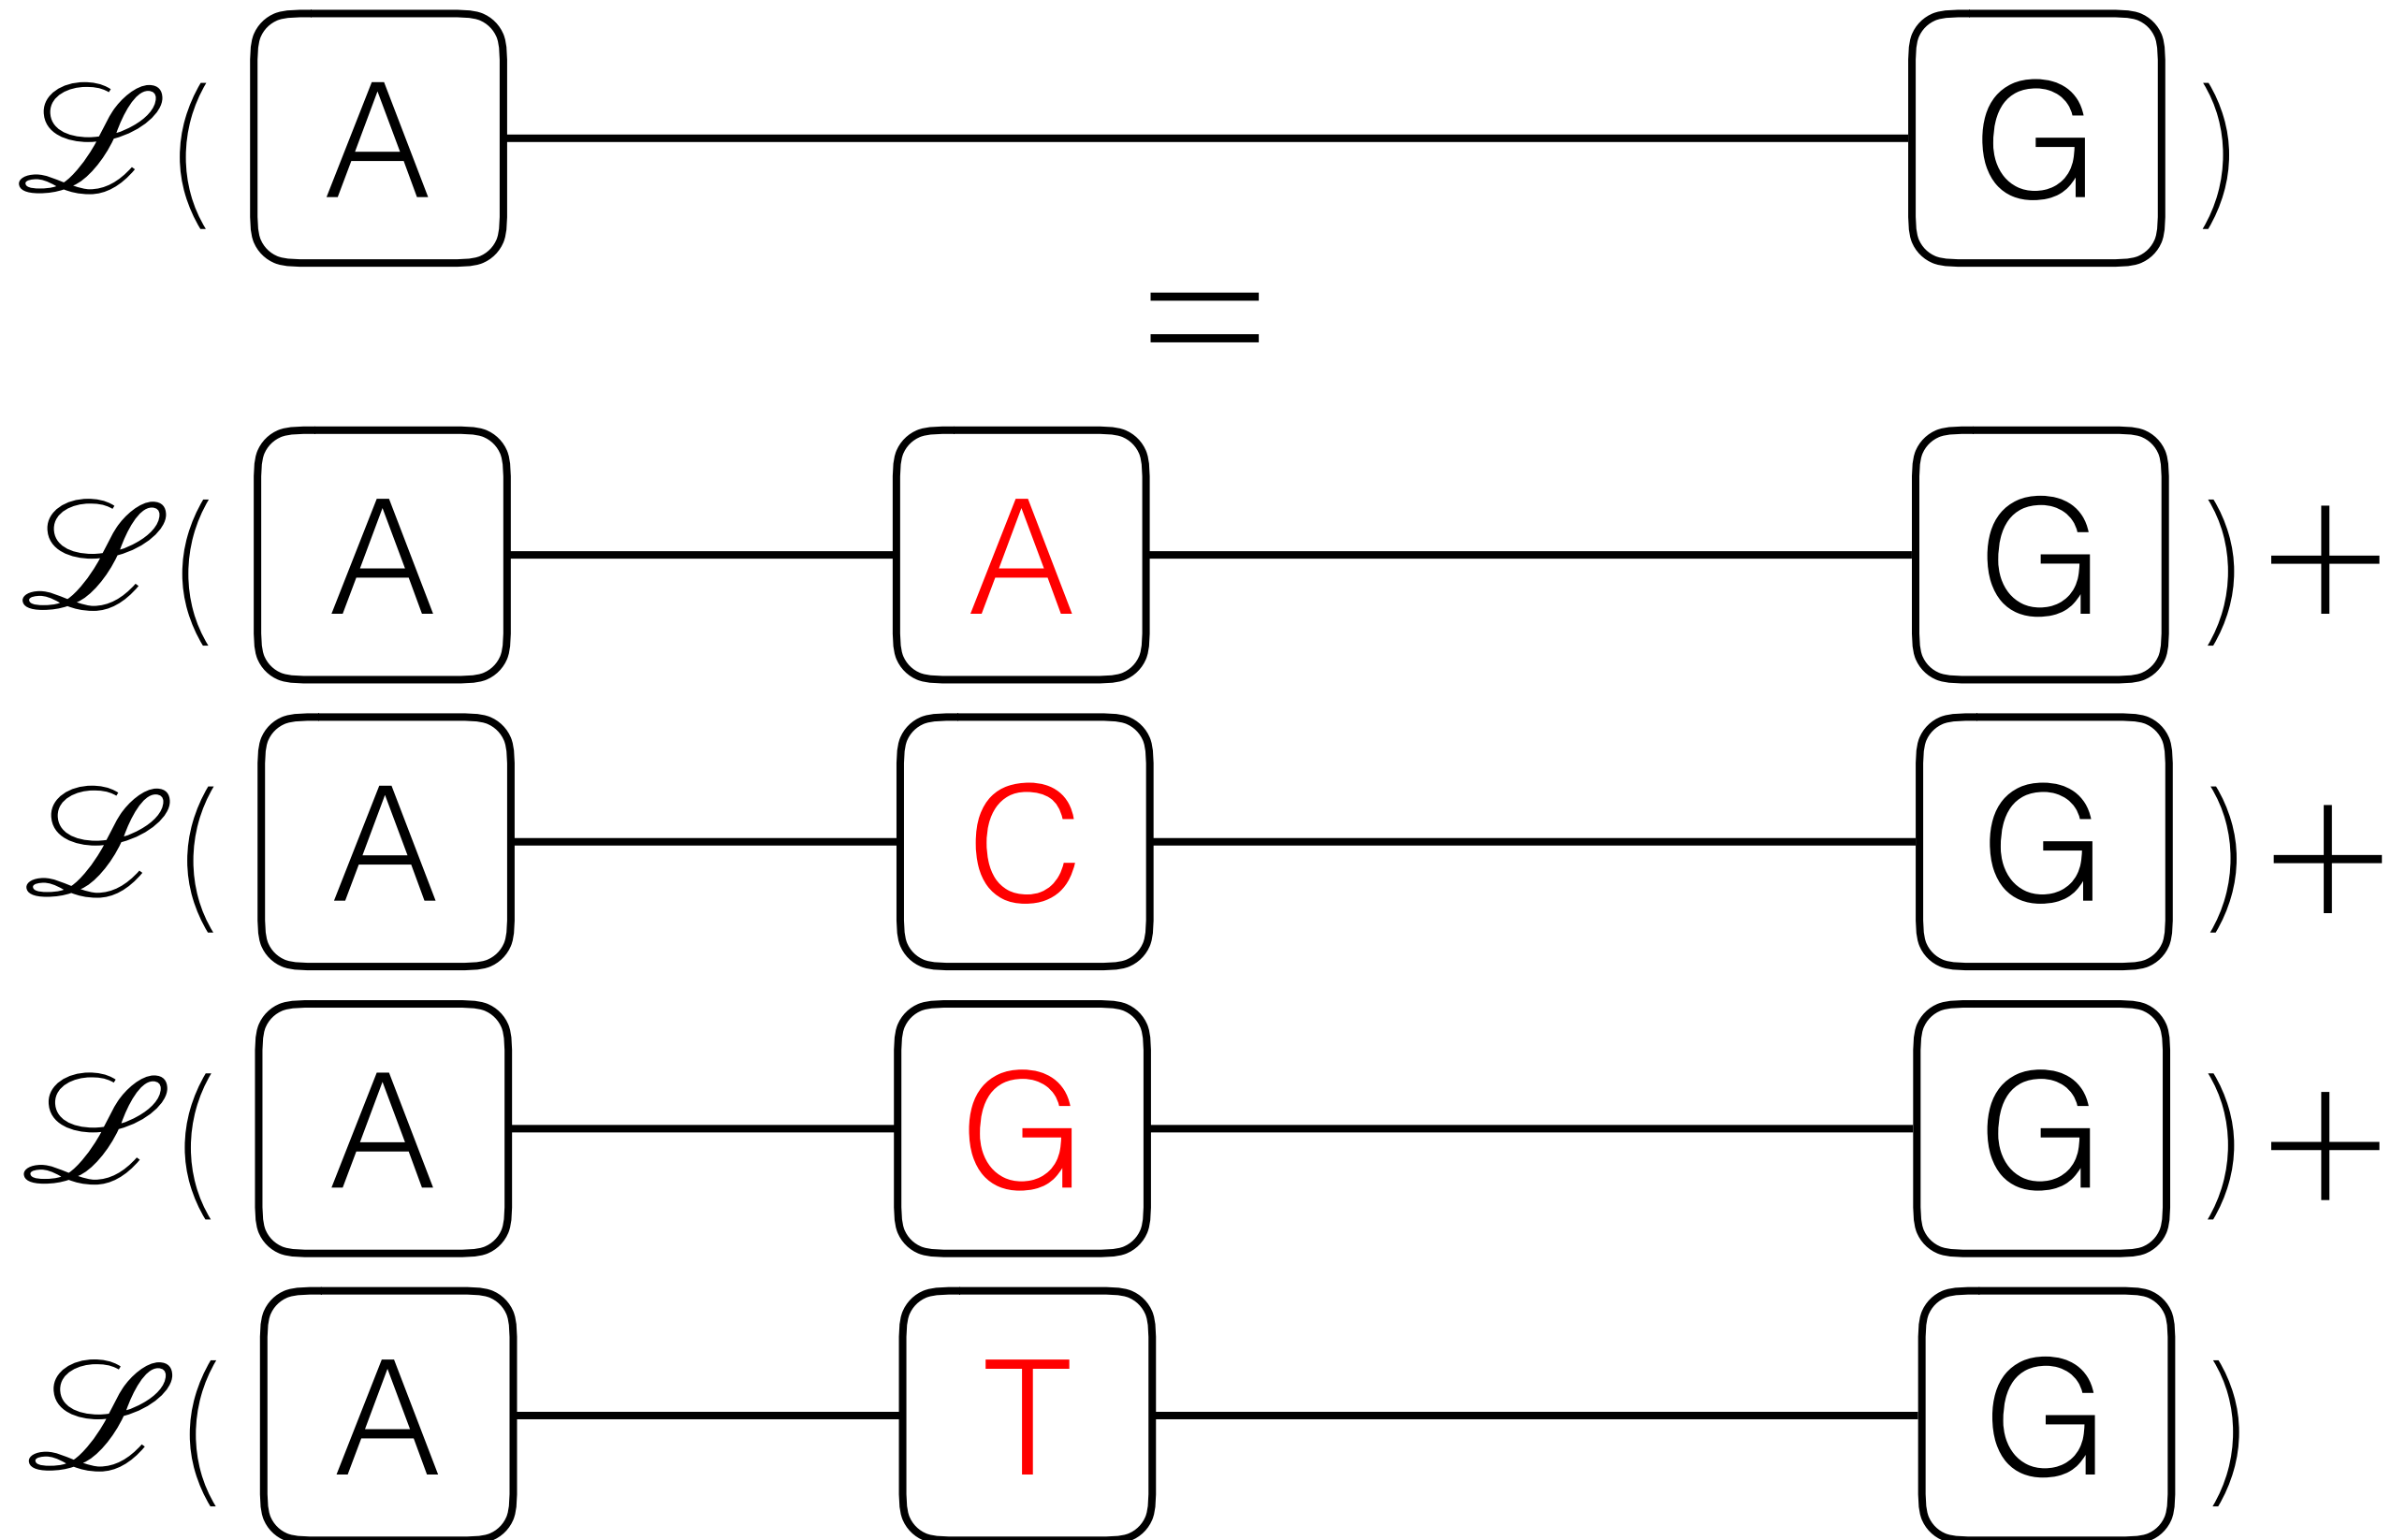 ℒ( A G )
=
ℒ( A A G ) +
ℒ( A C G ) +
ℒ( A G G ) +
ℒ( A T G )